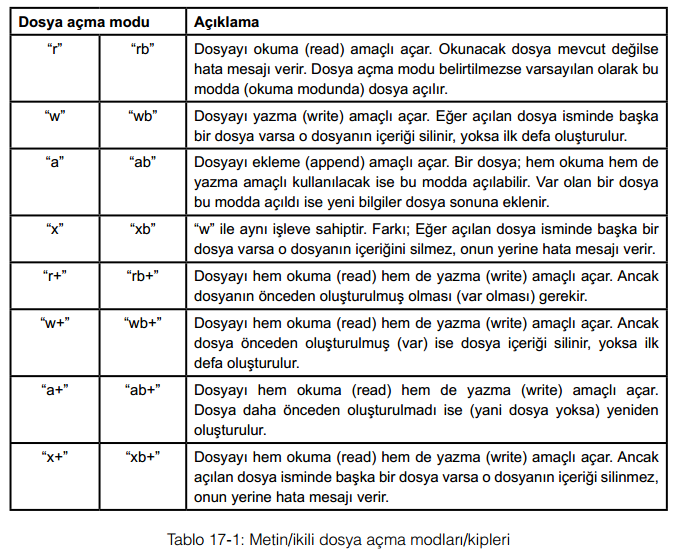 Dosya açma modu Açıklama
“r” “rb” Dosyayı okuma (read) amaçlı açar. Okunacak dosya mevcut değilse
hata mesajı verir. Dosya açma modu belirtilmezse varsayılan olarak bu
modda (okuma modunda) dosya açılır.
“w” “wb” Dosyayı yazma (write) amaçlı açar. Eğer açılan dosya isminde başka
bir dosya varsa o dosyanın içeriği silinir, yoksa ilk defa oluşturulur.
“a” “ab” Dosyayı ekleme (append) amaçlı açar. Bir dosya; hem okuma hem de
yazma amaçlı kullanılacak ise bu modda açılabilir. Var olan bir dosya
bu modda açıldı ise yeni bilgiler dosya sonuna eklenir.
“x” “xb” “w” ile aynı işleve sahiptir. Farkı; Eğer açılan dosya isminde başka bir
dosya varsa o dosyanın içeriğini silmez, onun yerine hata mesajı verir.
“r+” “rb+” Dosyayı hem okuma (read) hem de yazma (write) amaçlı açar. Ancak
dosyanın önceden oluşturulmuş olması (var olması) gerekir.
“w+” “wb+” Dosyayı hem okuma (read) hem de yazma (write) amaçlı açar. Ancak
dosya önceden oluşturulmuş (var) ise dosya içeriği silinir, yoksa ilk
defa oluşturulur.
“a+” “ab+” Dosyayı hem okuma (read) hem de yazma (write) amaçlı açar.
Dosya daha önceden oluşturulmadı ise (yani dosya yoksa) yeniden
oluşturulur.
“x+” “xb+” Dosyayı hem okuma (read) hem de yazma (write) amaçlı açar. Ancak
açılan dosya isminde başka bir dosya varsa o dosyanın içeriği silinmez,
onun yerine hata mesajı verir.
Tablo 17-1: Metin/ikili dosya açma modları/kipleri